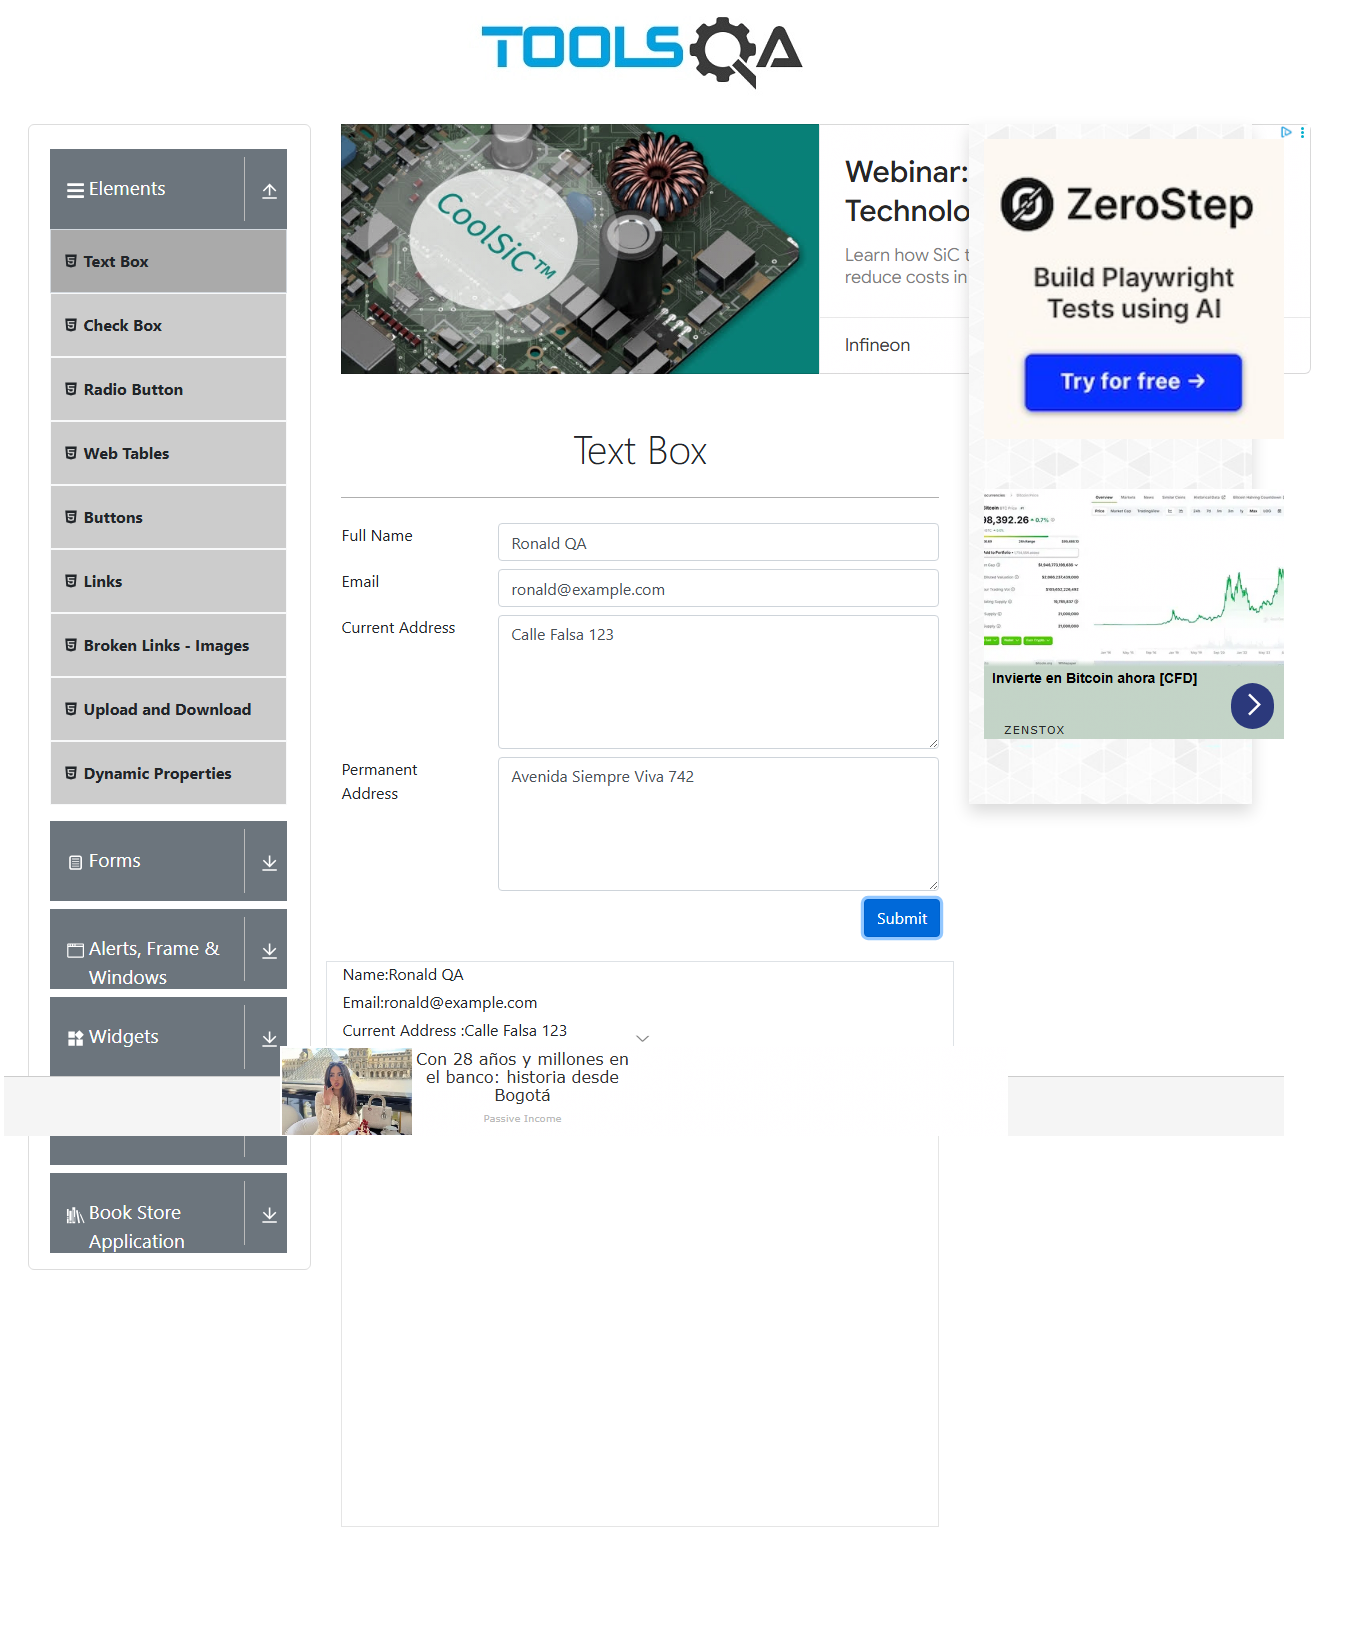 TOOLSQA
Elements
Text Box
Check Box
Radio Button
Web Tables
Buttons
Links
Broken Links - Images
Upload and Download
Dynamic Properties
Forms
Alerts, Frame &
Windows
Widgets
Book Store
Application
CoolSiC™
Webinar:
Technolo
Learn how SiC t
reduce costs in
Infineon
ZeroStep
Build Playwright
Tests using AI
Try for free →
Text Box
Full Name
Ronald QA
Email
ronald@example.com
Current Address
Calle Falsa 123
Permanent
Address
Avenida Siempre Viva 742
Submit
Name:Ronald QA
Email:ronald@example.com
Current Address :Calle Falsa 123
Overview
98,392.26
Invierte en Bitcoin ahora [CFD]
ZENSTOX
Con 28 años y millones en
el banco: historia desde
Bogotá
Passive Income